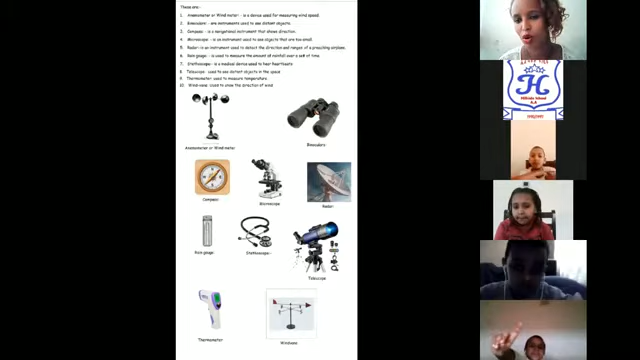 These are:-
1. Anemometer or Wind meter: - is a device used for measuring wind speed.
2. Binoculars:- are instruments used to see distant objects.
3. Compass:- is a navigational instrument that shows direction.
4. Microscope:- is an instrument used to see objects that are too small.
5. Radar:-is an instrument used to detect the direction and ranges of a preaching airplane.
6. Rain gauge:- is used to measure the amount of rainfall over a set of time.
7. Stethoscope:- is a medical device used to hear heartbeats
8. Telescope:- used to see distant objects in the space
9. Thermometer: used to measure temperature.
10. Wind vane: used to show the direction of wind
Anemometer or Wind meter
Binoculars
Compass
Microscope
Radar
Rain gauge
Stethoscope:-
Telescope
Thermometer
Windvane
H
Hillside School
A.A